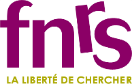 fnrs
LA LIBERTÉ DE CHERCHER